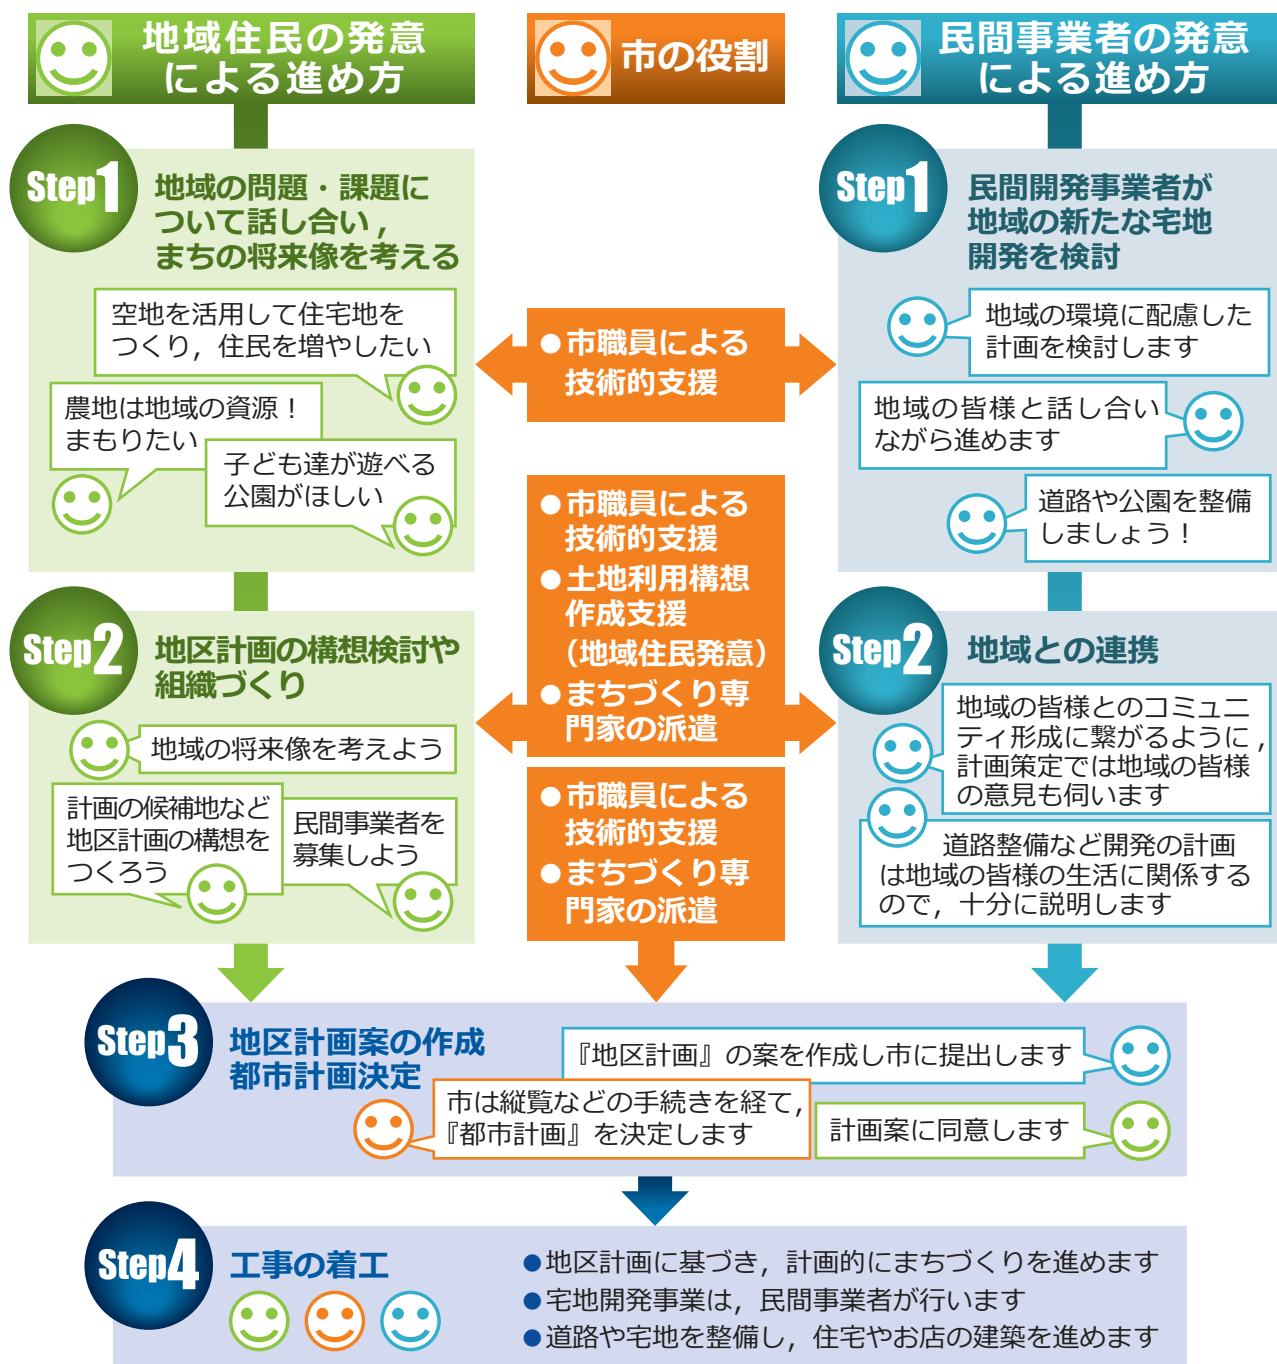 地域住民の発意
による進め方
市の役割
民間事業者の発意
による進め方
Step1
地域の問題・課題に
ついて話し合い,
まちの将来像を考える
空地を活用して住宅地を
つくり, 住民を増やしたい
農地は地域の資源！
まもりたい
子ども達が遊べる
公園がほしい
●市職員による
技術的支援
Step1
民間開発事業者が
地域の新たな宅地
開発を検討
地域の環境に配慮した
計画を検討します
地域の皆様と話し合い
ながら進めます
道路や公園を整備
しましょう！
●市職員による
技術的支援
●土地利用構想
作成支援
（地域住民発意）
●まちづくり専
門家の派遣
Step2
地区計画の構想検討や
組織づくり
地域の将来像を考えよう
計画の候補地など
地区計画の構想を
つくろう
民間事業者を
募集しよう
●市職員による
技術的支援
●まちづくり専
門家の派遣
Step2
地域との連携
地域の皆様とのコミュニ
ティ形成に繋がるように,
計画策定では地域の皆様
の意見も伺います
道路整備など開発の計画
は地域の皆様の生活に関係する
ので, 十分に説明します
Step3
地区計画案の作成
都市計画決定
『地区計画』の案を作成し市に提出します
市は縦覧などの手続きを経て,
『都市計画』を決定します
計画案に同意します
Step4
工事の着工
●地区計画に基づき, 計画的にまちづくりを進めます
●宅地開発事業は, 民間事業者が行います
●道路や宅地を整備し, 住宅やお店の建築を進めます